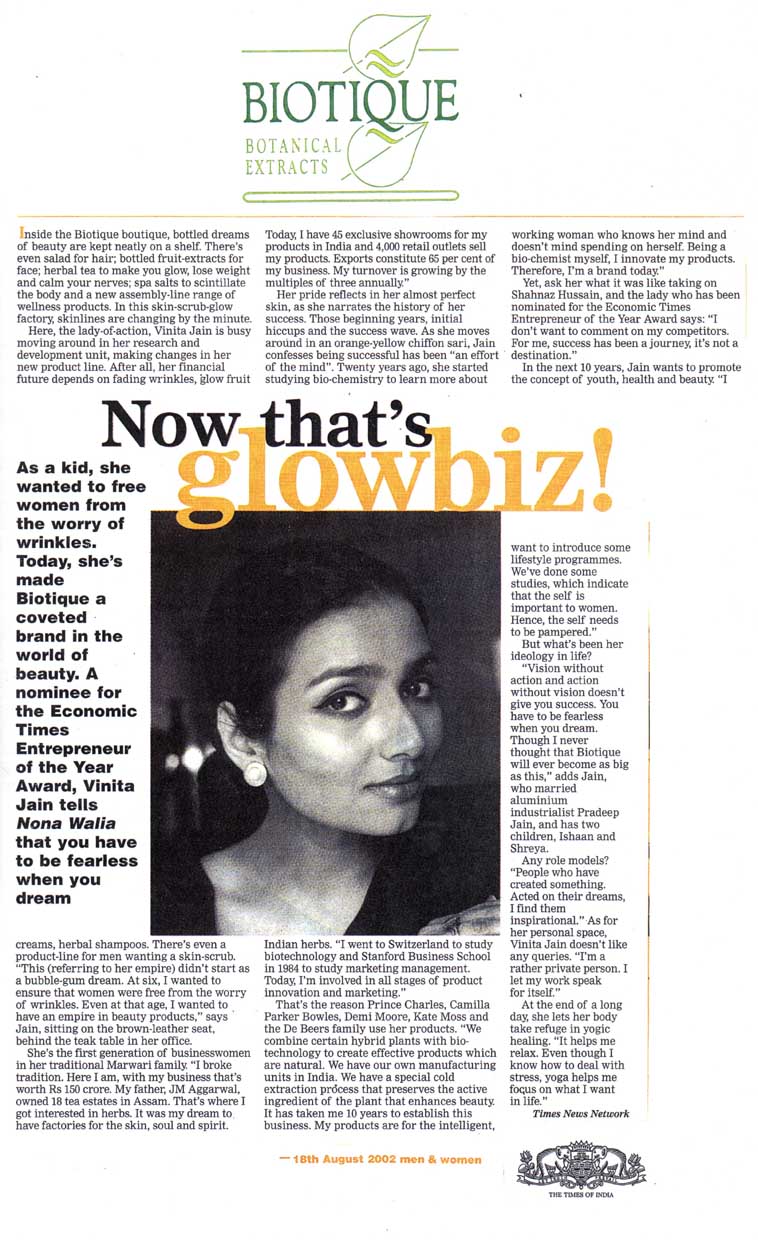 BIOTIQUE
BOTANICAL
EXTRACTS
Inside the Biotique boutique, bottled dreams
of beauty are kept neatly on a shelf. There's
even salad for hair; bottled fruit-extracts for
face; herbal tea to make you glow, lose weight
and calm your nerves; spa salts to scintillate
the body and a new assembly-line range of
wellness products. In this skin-scrub-glow
factory, skinlines are changing by the minute.
Here, the lady-of-action, Vinita Jain is busy
moving around in her research and
development unit, making changes in her
new product line. After all, her financial
future depends on fading wrinkles, glow fruit
Now that's
glowbiz!
As a kid, she
wanted to free
women from
the worry of
wrinkles.
Today, she's
made
Biotique a
coveted
brand in the
world of
beauty. A
nominee for
the Economic
Times
Entrepreneur
of the Year
Award, Vinita
Jain tells
Nona Walia
that you have
to be fearless
when you
dream
creams, herbal shampoos. There's even a
product-line for men wanting a skin-scrub.
"This (referring to her empire) didn't start as
a bubble-gum dream. At six, I wanted to
ensure that women were free from the worry
of wrinkles. Even at that age, I wanted to
have an empire in beauty products," says
Jain, sitting on the brown-leather seat,
behind the teak table in her office.
She's the first generation of businesswomen
in her traditional Marwari family. "I broke
tradition. Here I am, with my business that's
worth Rs 150 crore. My father, JM Aggarwal,
owned 18 tea estates in Assam. That's where I
got interested in herbs. It was my dream to
have factories for the skin, soul and spirit.
Today, I have 45 exclusive showrooms for my
products in India and 4,000 retail outlets sell
my products. Exports constitute 65 per cent of
my business. My turnover is growing by the
multiples of three annually."
Her pride reflects in her almost perfect
skin, as she narrates the history of her
success. Those beginning years, initial
hiccups and the success wave. As she moves
around in an orange-yellow chiffon sari, Jain
confesses being successful has been "an effort
of the mind". Twenty years ago, she started
studying bio-chemistry to learn more about
Indian herbs. "I went to Switzerland to study
biotechnology and Stanford Business School
in 1984 to study marketing management.
Today, I'm involved in all stages of product
innovation and marketing."
That's the reason Prince Charles, Camilla
Parker Bowles, Demi Moore, Kate Moss and
the De Beers family use her products. "We
combine certain hybrid plants with bio-
technology to create effective products which
are natural. We have our own manufacturing
units in India. We have a special cold
extraction process that preserves the active
ingredient of the plant that enhances beauty.
It has taken me 10 years to establish this
business. My products are for the intelligent,
working woman who knows her mind and
doesn't mind spending on herself. Being a
bio-chemist myself, I innovate my products.
Therefore, I'm a brand today."
Yet, ask her what it was like taking on
Shahnaz Hussain, and the lady who has been
nominated for the Economic Times
Entrepreneur of the Year Award says: "I
don't want to comment on my competitors.
For me, success has been a journey, it's not a
destination."
In the next 10 years, Jain wants to promote
the concept of youth, health and beauty. "I
want to introduce some
lifestyle programmes.
We've done some
studies, which indicate
that the self is
important to women.
Hence, the self needs
to be pampered."
But what's been her
ideology in life?
"Vision without
action and action
without vision doesn't
give you success. You
have to be fearless
when you dream.
Though I never
thought that Biotique
will ever become as big
as this," adds Jain,
who married
aluminium
industrialist Pradeep
Jain, and has two
children, Ishaan and
Shreya.
Any role models?
"People who have
created something.
Acted on their dreams,
I find them
inspirational." As for
her personal space,
Vinita Jain doesn't like
any queries. "I'm a
rather private person. I
let my work speak
for itself."
At the end of a long
day, she lets her body
take refuge in yogic
healing. "It helps me
relax. Even though I
know how to deal with
stress, yoga helps me
focus on what I want
in life."
Times News Network
— 18th August 2002 men & women
THE TIMES OF INDIA